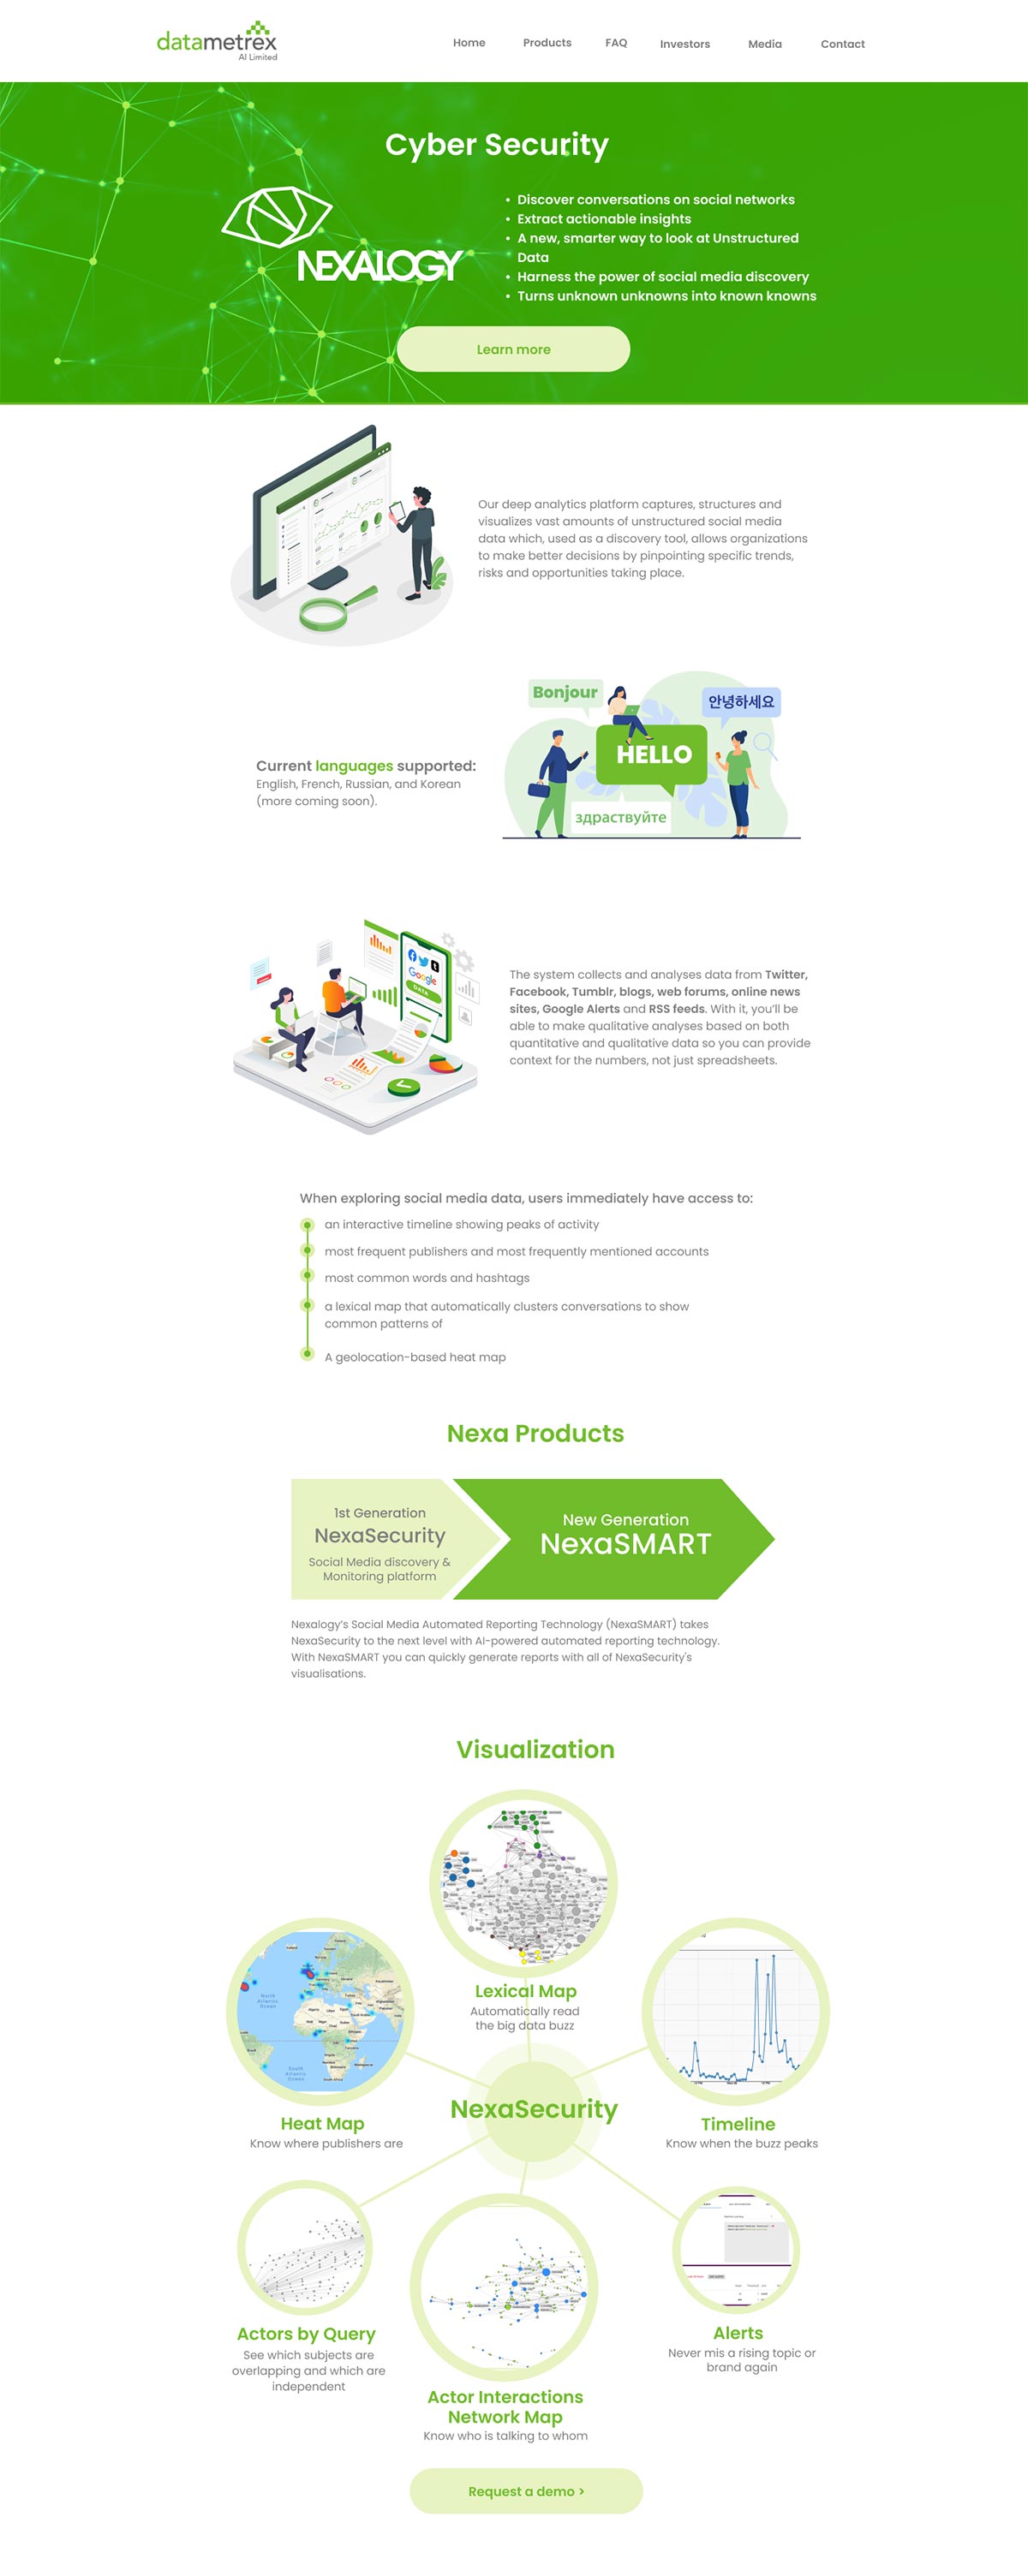 datametrex
AI Limited
Home Products FAQ Investors Media Contact
Cyber Security
NEXALOGY
• Discover conversations on social networks
• Extract actionable insights
• A new, smarter way to look at Unstructured
Data
• Harness the power of social media discovery
• Turns unknown unknowns into known knowns
Learn more
Our deep analytics platform captures, structures and
visualizes vast amounts of unstructured social media
data which, used as a discovery tool, allows organizations
to make better decisions by pinpointing specific trends,
risks and opportunities taking place.
Bonjour
안녕하세요
HELLO
здраствуйте
Current languages supported:
English, French, Russian, and Korean
(more coming soon).
Google
DATA
The system collects and analyses data from Twitter,
Facebook, Tumblr, blogs, web forums, online news
sites, Google Alerts and RSS feeds. With it, you'll be
able to make qualitative analyses based on both
quantitative and qualitative data so you can provide
context for the numbers, not just spreadsheets.
When exploring social media data, users immediately have access to:
an interactive timeline showing peaks of activity
most frequent publishers and most frequently mentioned accounts
most common words and hashtags
a lexical map that automatically clusters conversations to show
common patterns of
A geolocation-based heat map
Nexa Products
1st Generation
NexaSecurity
Social Media discovery &
Monitoring platform
New Generation
NexaSMART
Nexalogy's Social Media Automated Reporting Technology (NexaSMART) takes
NexaSecurity to the next level with AI-powered automated reporting technology.
With NexaSMART you can quickly generate reports with all of NexaSecurity's
visualisations.
Visualization
Lexical Map
Automatically read
the big data buzz
North
Atlantic
Ocean
South
Atlantic
Ocean
NexaSecurity
Heat Map
Know where publishers are
Timeline
Know when the buzz peaks
Actors by Query
See which subjects are
overlapping and which are
independent
Actor Interactions
Network Map
Know who is talking to whom
Alerts
Never mis a rising topic or
brand again
Request a demo >